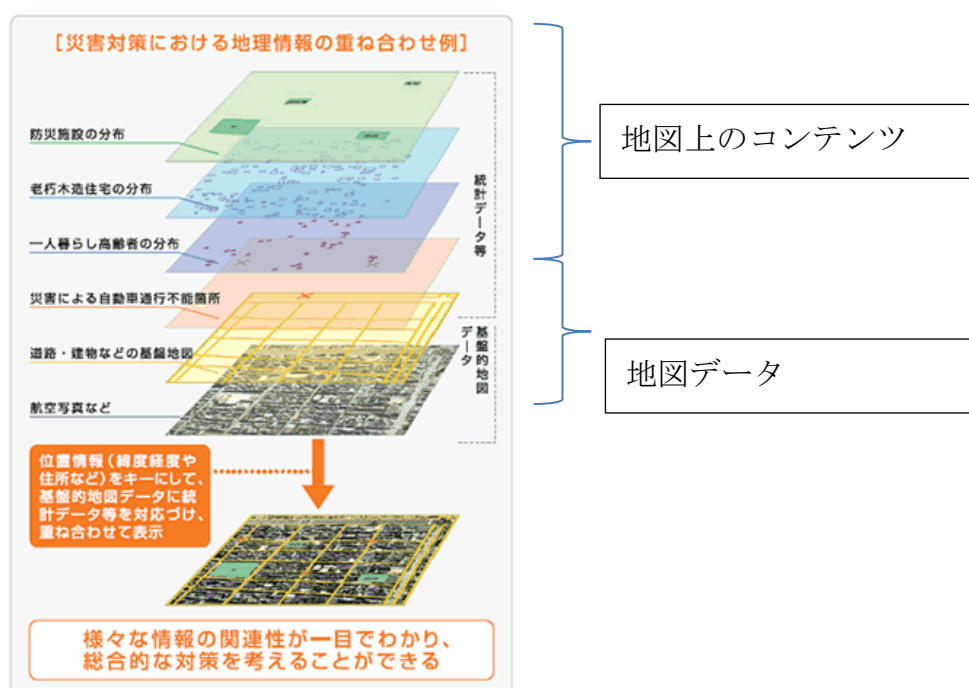 [災害対策における地理情報の重ね合わせ例]
防災施設の分布
老朽木造住宅の分布
一人暮らし高齢者の分布
災害による自動車通行不能箇所
道路・建物などの基盤地図
航空写真など
統計データ等
基盤的地図
データ
地図上のコンテンツ
地図データ
位置情報(緯度経度や
住所など)をキーにして、
基盤的地図データに統
計データ等を対応づけ、
重ね合わせて表示
様々な情報の関連性が一目でわかり、
総合的な対策を考えることができる